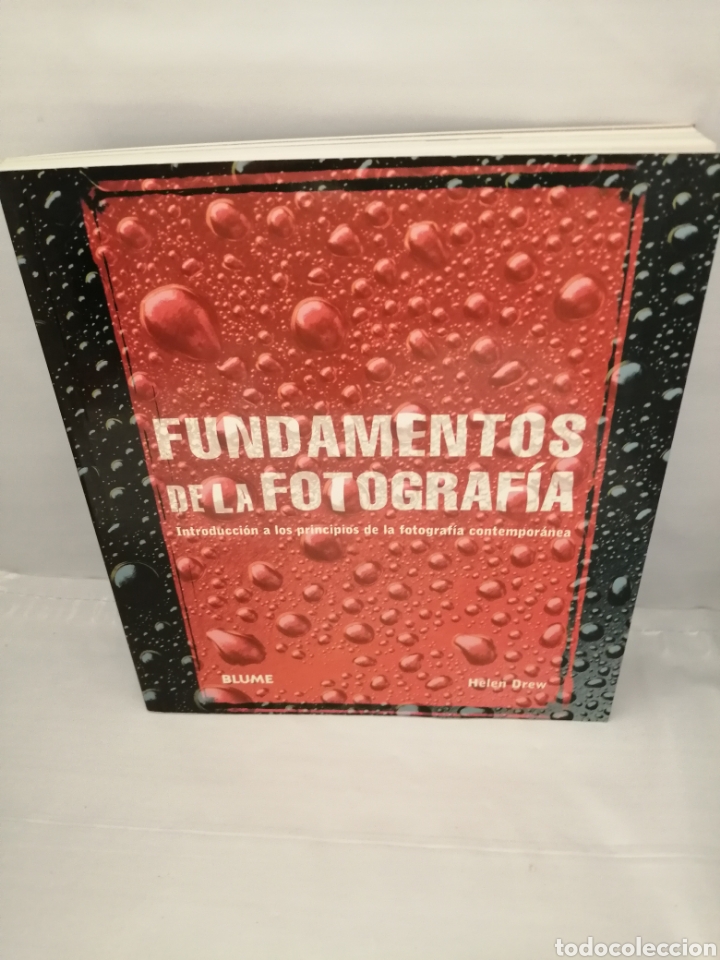 FUNDAMENTOS
DE LA FOTOGRAFÍA
Introducción a los principios de la fotografía contemporánea
BLUME
Helen Drew
todocoleccion